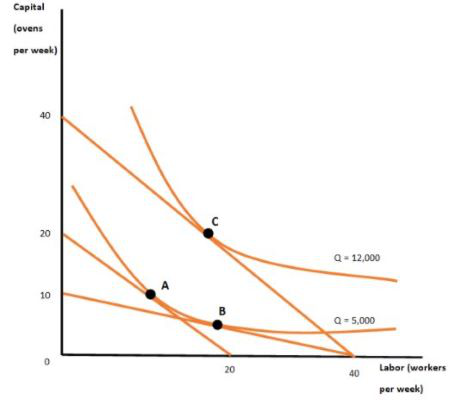 Capital
(ovens
per week)
40
C
Q = 12,000
20
A
10
B
Q = 5,000
0
20
40
Labor (workers
per week)